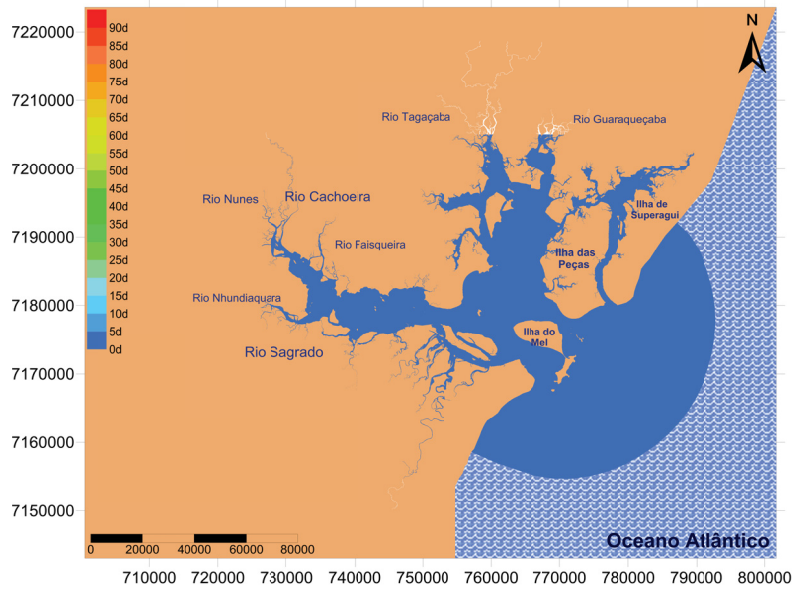 7220000
7210000
7200000
7190000
7180000
7170000
7160000
7150000
90d
85d
80d
75d
70d
65d
60d
55d
50d
45d
40d
35d
30d
25d
20d
15d
10d
5d
0d
N
Rio Tagaçaba
Rio Guaraqueçaba
Rio Nunes
Rio Cachoera
Ilha de
Superagui
Rio Faisqueira
Ilha das
Peças
Rio Nhundiaquara
Ilha do
Mel
Rio Sagrado
Oceano Atlântico
0 20000 40000 60000 80000
710000 720000 730000 740000 750000 760000 770000 780000 790000 800000